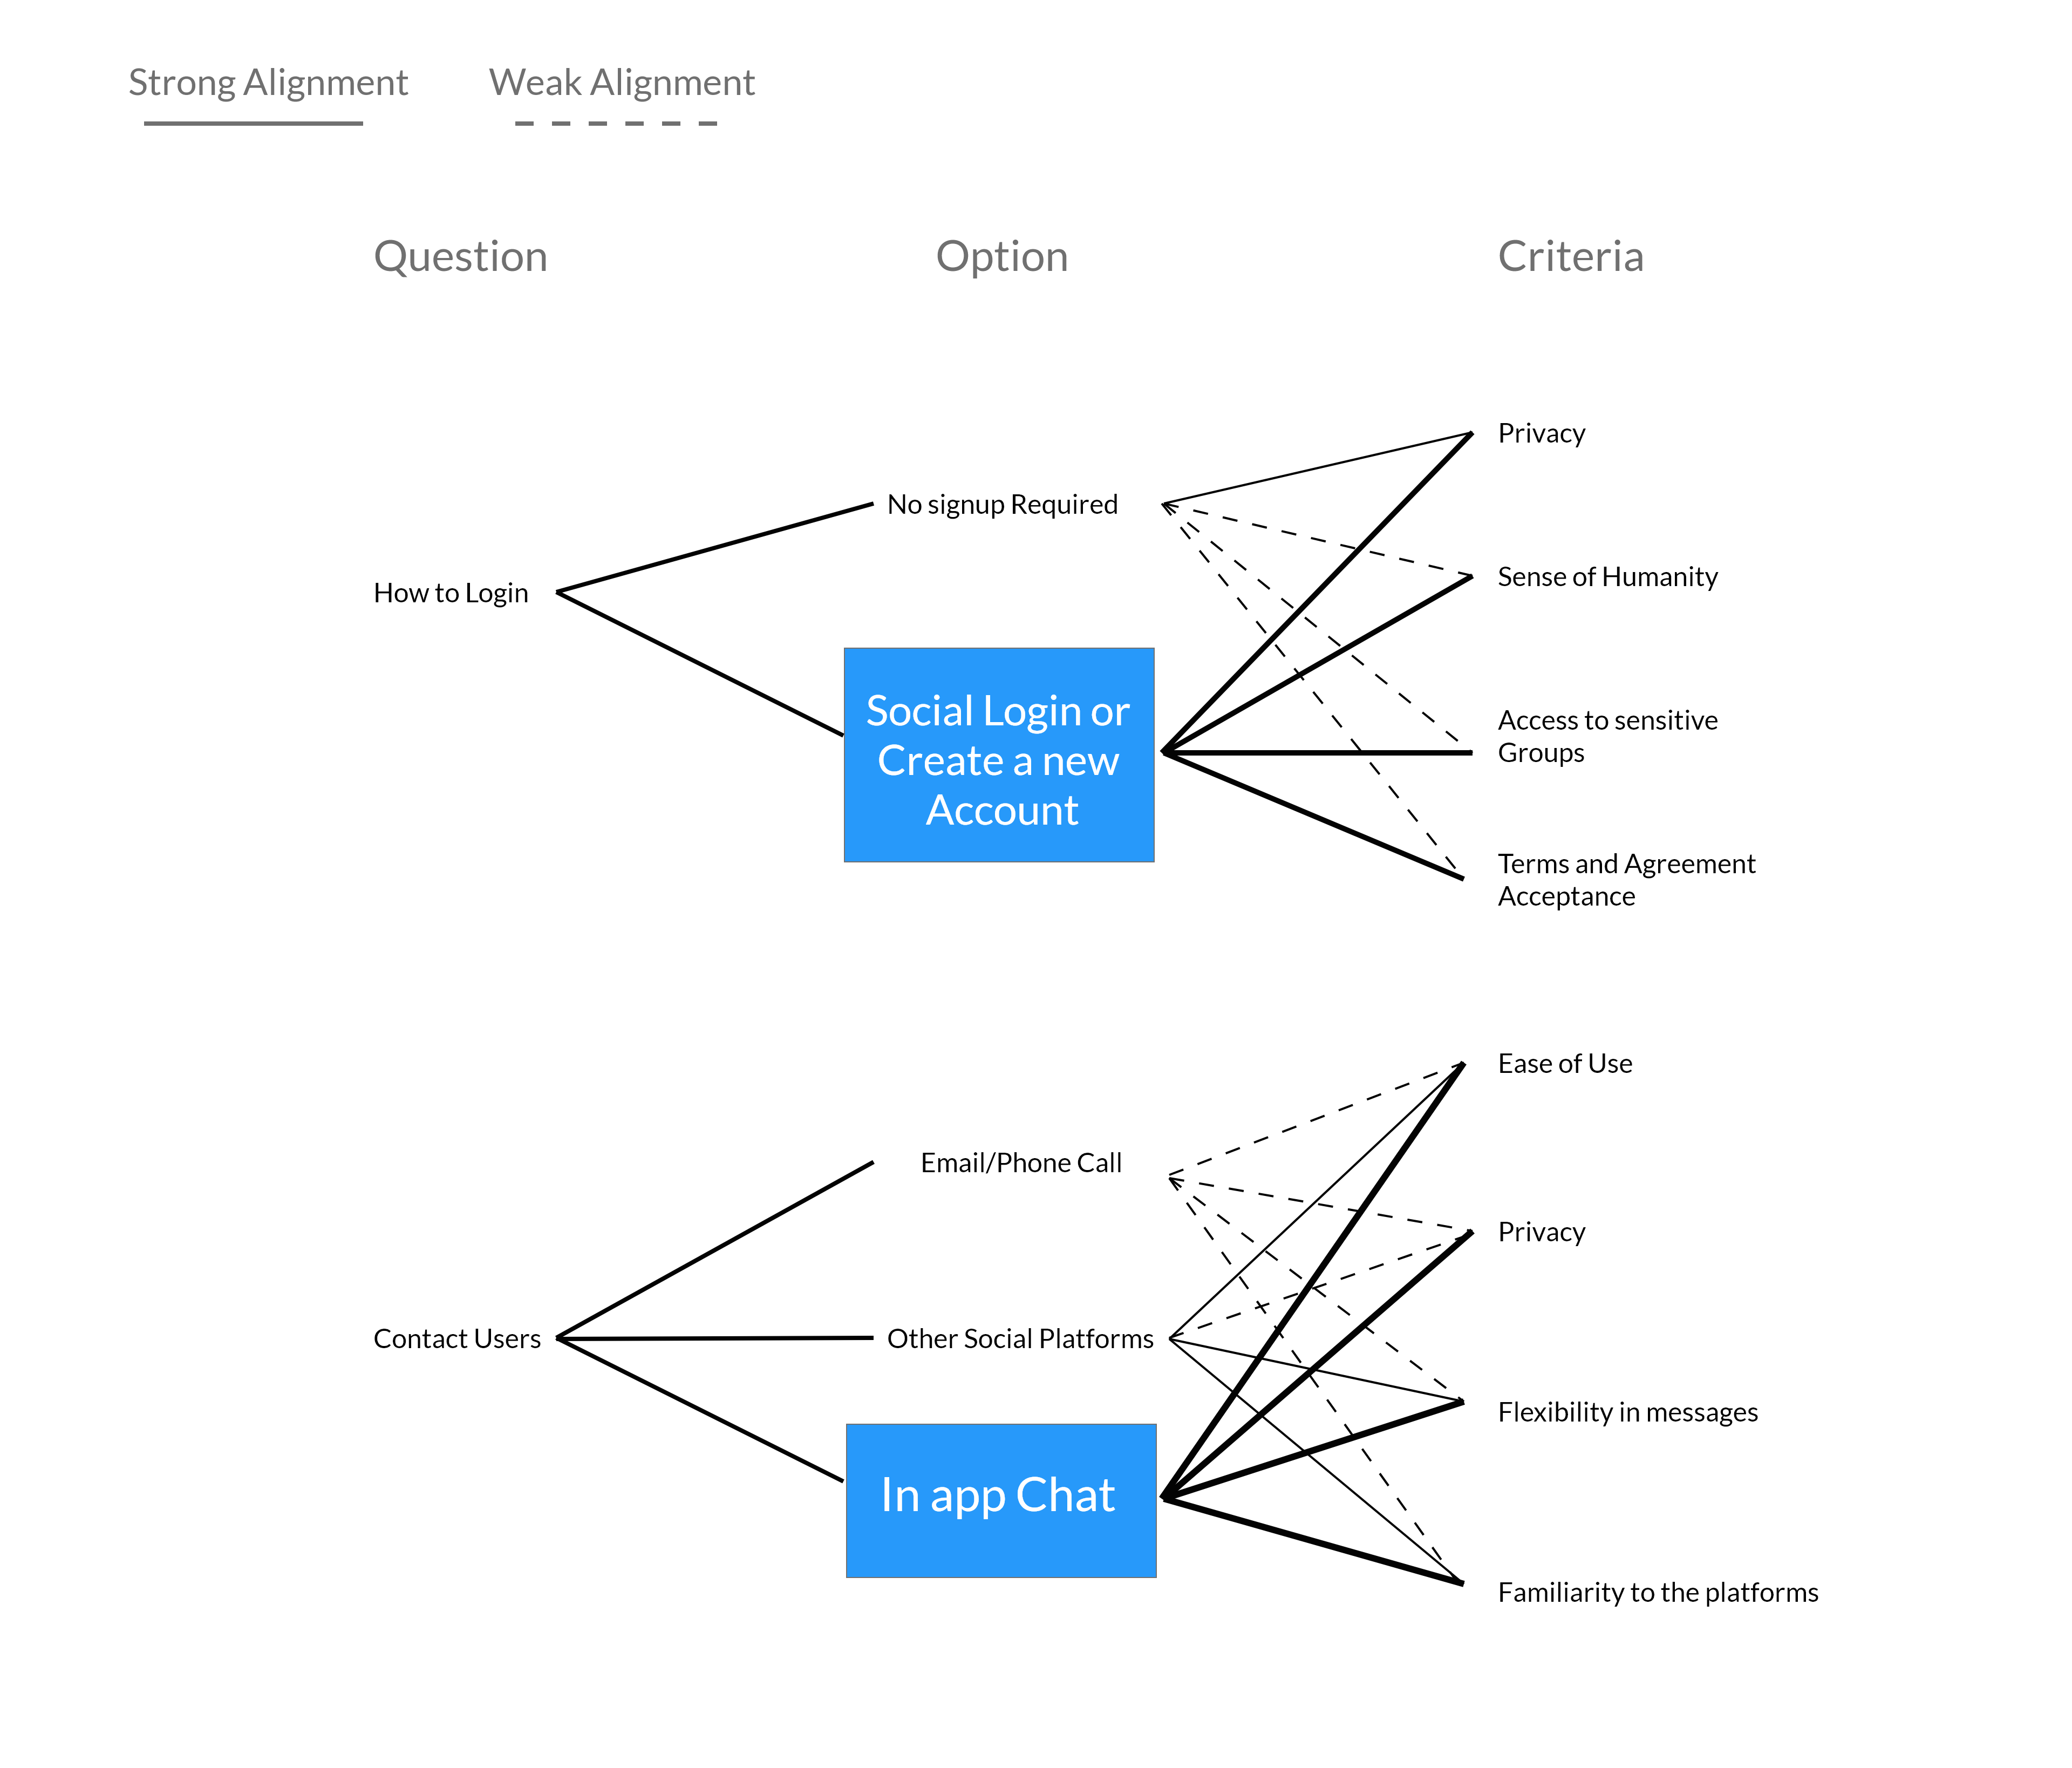 Strong Alignment
Weak Alignment
Question
Option
Criteria
Privacy
No signup Required
Sense of Humanity
How to Login
Social Login or
Create a new
Account
Access to sensitive
Groups
Terms and Agreement
Acceptance
Ease of Use
Email/Phone Call
Privacy
Contact Users
Other Social Platforms
Flexibility in messages
In app Chat
Familiarity to the platforms